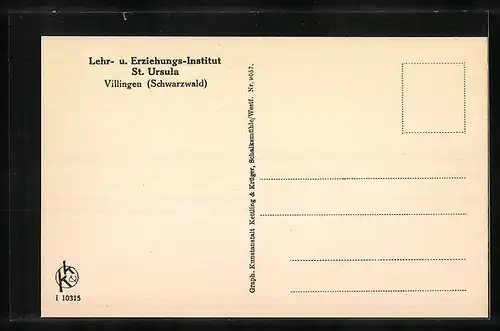 Lehr- u. Erziehungs-Institut
St. Ursula
Villingen (Schwarzwald)
Graph. Kunstanstalt Kettling & Krüger, Schalksmühle/Westf. Nr. 9057.
k&k
I 10315